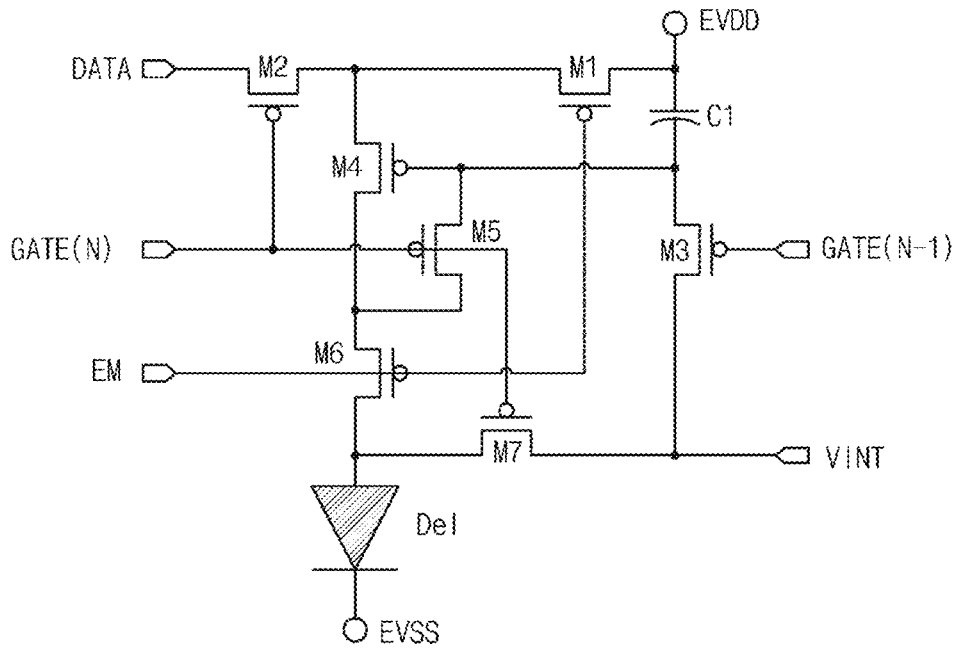 EVDD
DATA
M2
M1
C1
M4
M5
GATE(N)
M3
GATE(N-1)
M6
EM
M7
VINT
Del
EVSS